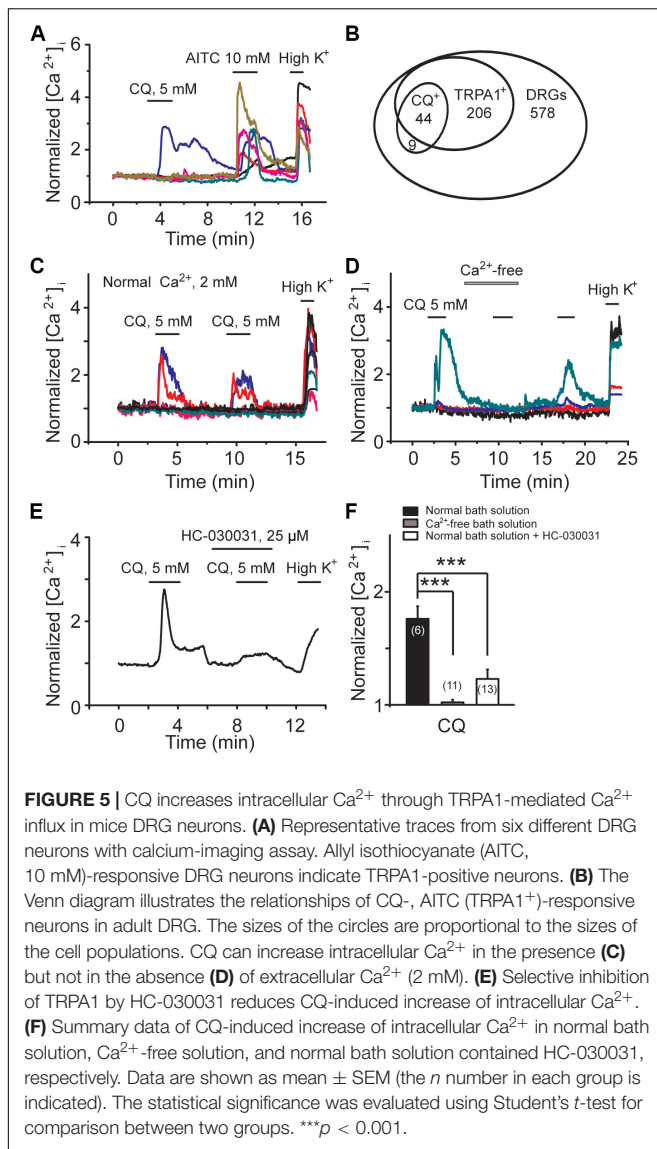 A
B
Normalized [Ca²⁺]ᵢ
6
4
2
0
CQ, 5 mM
AITC 10 mM
High K⁺
0 4 8 12 16
Time (min)
CQ⁺
44
9
TRPA1⁺
206
DRGs
578
C
D
Normalized [Ca²⁺]ᵢ
4
2
0
Normal Ca²⁺, 2 mM
CQ, 5 mM
CQ, 5 mM
High K⁺
0 5 10 15
Time (min)
Normalized [Ca²⁺]ᵢ
4
2
0
Ca²⁺-free
CQ 5 mM
High K⁺
0 5 10 15 20 25
Time (min)
E
F
Normalized [Ca²⁺]ᵢ
4
2
0
HC-030031, 25 µM
CQ, 5 mM
CQ, 5 mM
High K⁺
0 4 8 12
Time (min)
Normal bath solution
Ca²⁺-free bath solution
Normal bath solution + HC-030031
Normalized [Ca²⁺]ᵢ
2
1
***
***
(6)
(11)
(13)
CQ
FIGURE 5 | CQ increases intracellular Ca²⁺ through TRPA1-mediated Ca²⁺
influx in mice DRG neurons. (A) Representative traces from six different DRG
neurons with calcium-imaging assay. Allyl isothiocyanate (AITC,
10 mM)-responsive DRG neurons indicate TRPA1-positive neurons. (B) The
Venn diagram illustrates the relationships of CQ-, AITC (TRPA1⁺)-responsive
neurons in adult DRG. The sizes of the circles are proportional to the sizes of
the cell populations. CQ can increase intracellular Ca²⁺ in the presence (C)
but not in the absence (D) of extracellular Ca²⁺ (2 mM). (E) Selective inhibition
of TRPA1 by HC-030031 reduces CQ-induced increase of intracellular Ca²⁺.
(F) Summary data of CQ-induced increase of intracellular Ca²⁺ in normal bath
solution, Ca²⁺-free solution, and normal bath solution contained HC-030031,
respectively. Data are shown as mean ± SEM (the n number in each group is
indicated). The statistical significance was evaluated using Student's t-test for
comparison between two groups. ***p < 0.001.